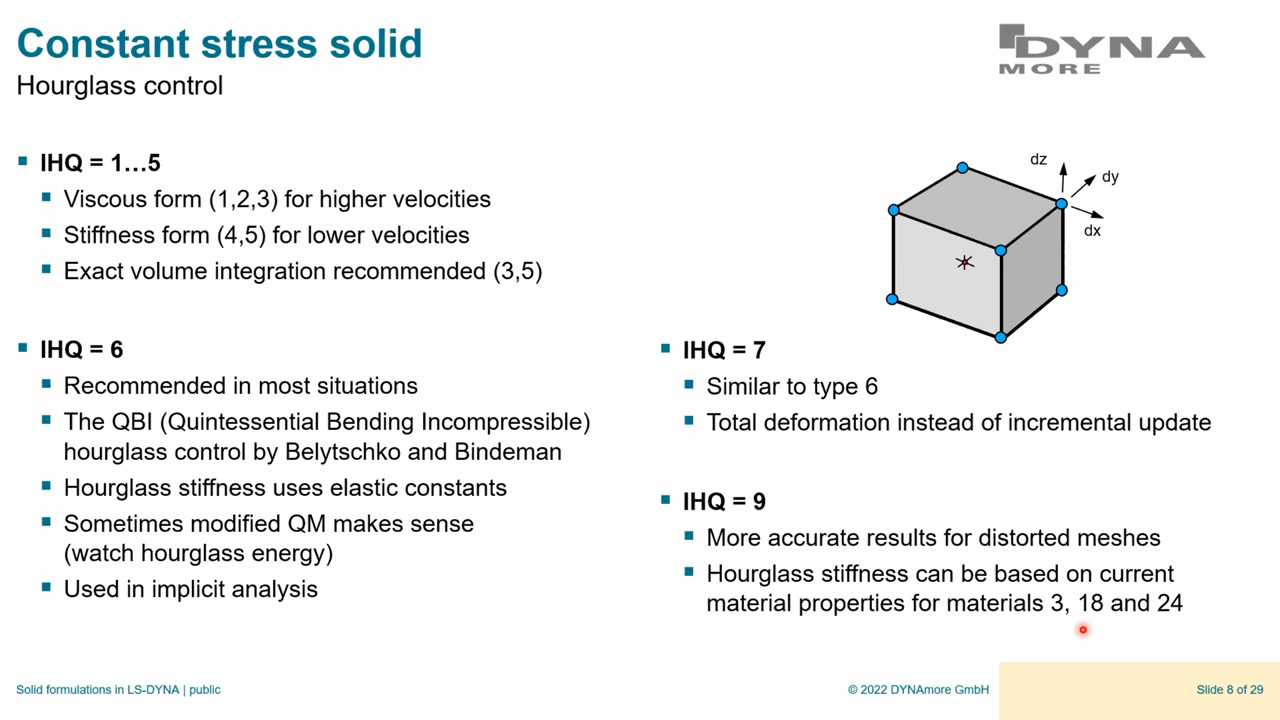 Constant stress solid
Hourglass control
DYNA
MORE
IHQ = 1…5
Viscous form (1,2,3) for higher velocities
Stiffness form (4,5) for lower velocities
Exact volume integration recommended (3,5)
dz
dy
dx
IHQ = 6
Recommended in most situations
The QBI (Quintessential Bending Incompressible)
hourglass control by Belytschko and Bindeman
Hourglass stiffness uses elastic constants
Sometimes modified QM makes sense
(watch hourglass energy)
Used in implicit analysis
IHQ = 7
Similar to type 6
Total deformation instead of incremental update
IHQ = 9
More accurate results for distorted meshes
Hourglass stiffness can be based on current
material properties for materials 3, 18 and 24
Solid formulations in LS-DYNA | public
© 2022 DYNAmore GmbH
Slide 8 of 29